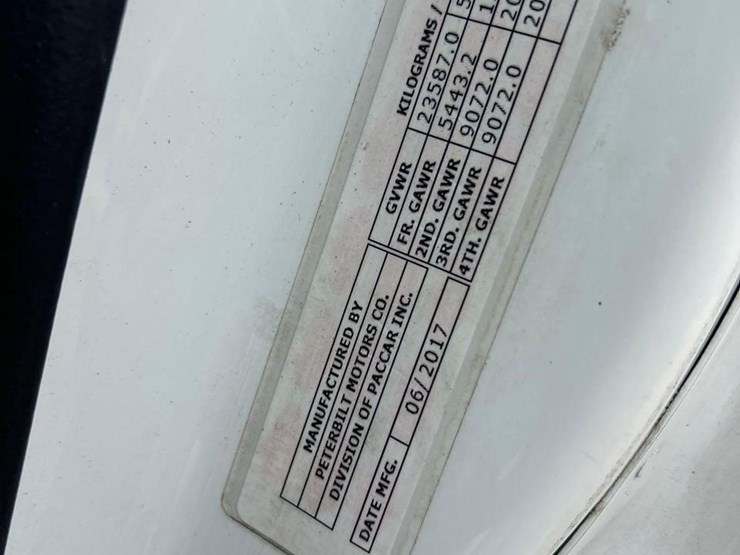 MANUFACTURED BY
PETERBILT MOTORS CO.
DIVISION OF PACCAR INC.
DATE MFG. 06/2017
KILOGRAMS /
GVWR 23587.0
FR. GAWR 5443.2
2ND. GAWR 9072.0
3RD. GAWR 9072.0
4TH. GAWR